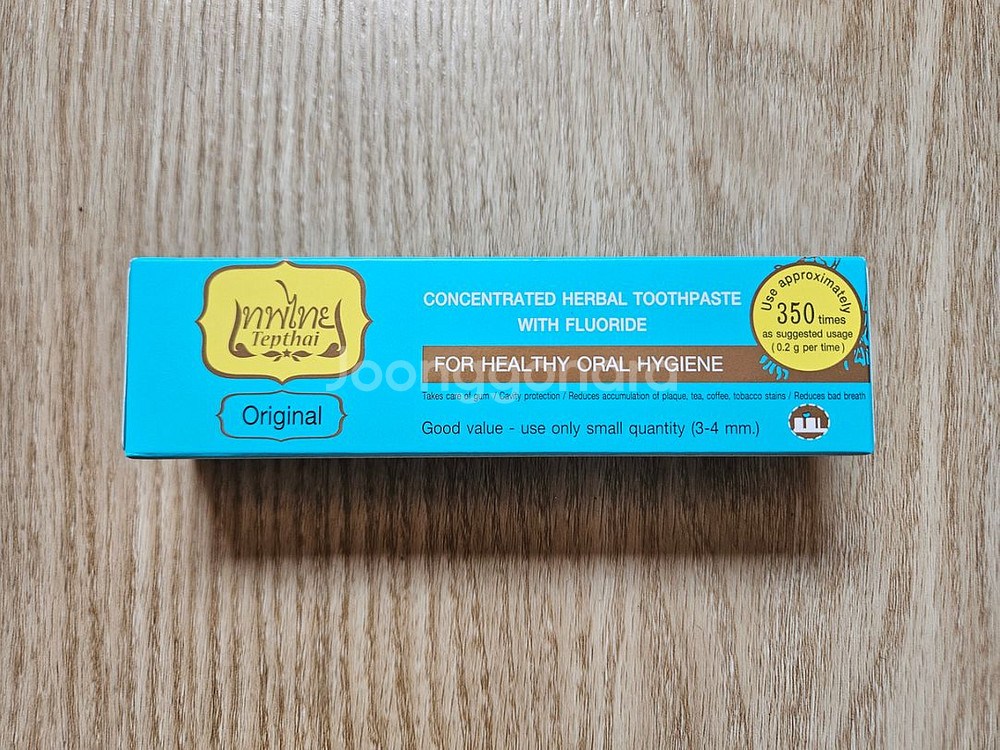 เทพไทย
Tepthai
Original
CONCENTRATED HERBAL TOOTHPASTE
WITH FLUORIDE
FOR HEALTHY ORAL HYGIENE
Takes care of gum / Cavity protection / Reduces accumulation of plaque, tea, coffee, tobacco stains / Reduces bad breath
Good value - use only small quantity (3-4 mm.)
Use approximately
350 times
as suggested usage
(0.2 g per time)
Joonggonara